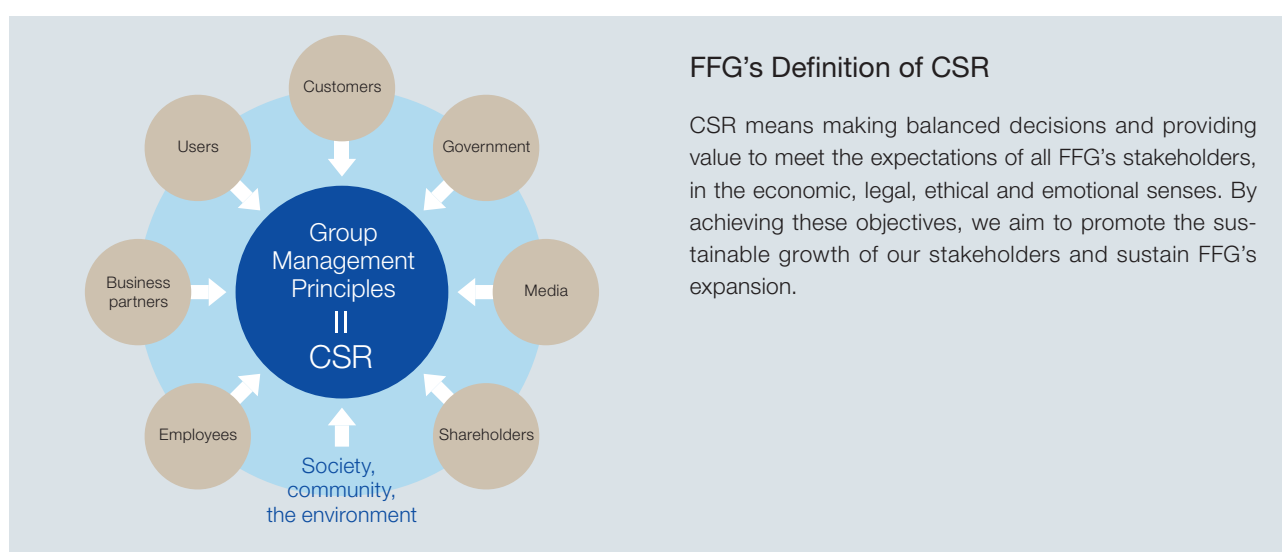 Customers
Users
Government
Group
Management
Principles
=
CSR
Business
partners
Media
Employees
Shareholders
Society,
community,
the environment
FFG's Definition of CSR
CSR means making balanced decisions and providing
value to meet the expectations of all FFG's stakeholders,
in the economic, legal, ethical and emotional senses. By
achieving these objectives, we aim to promote the sus-
tainable growth of our stakeholders and sustain FFG's
expansion.